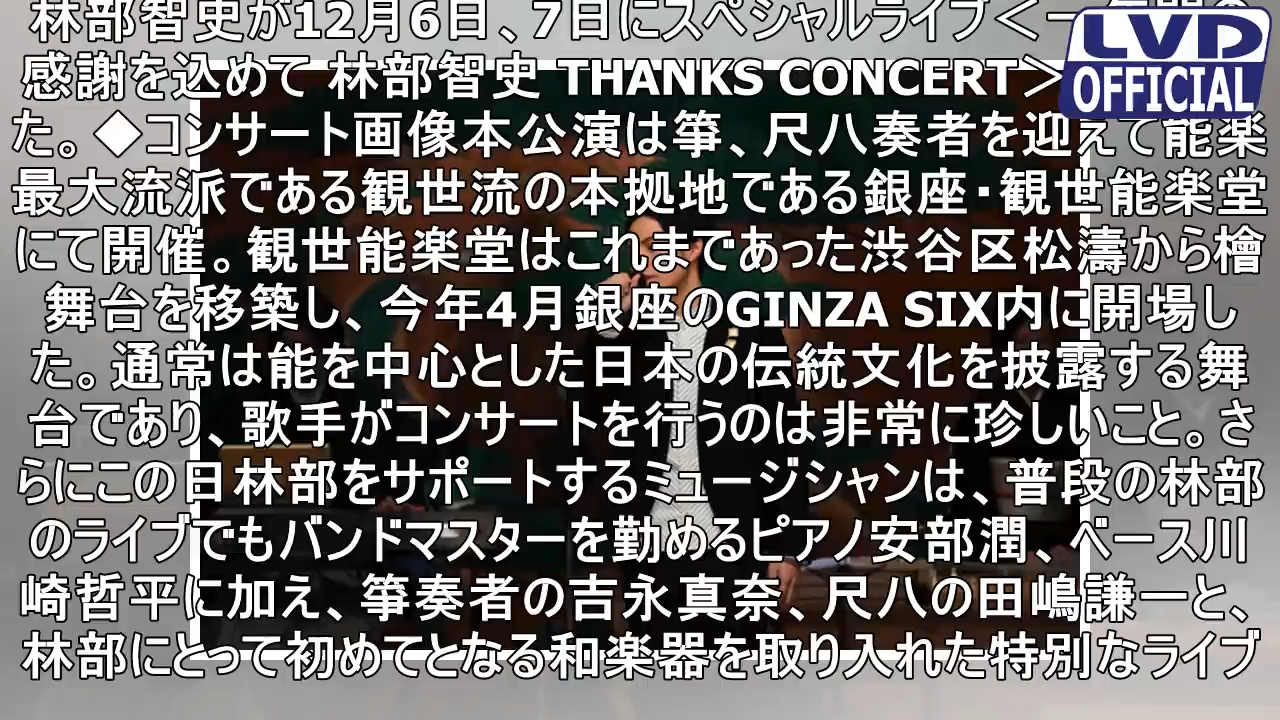 林部智史が12月6日、7日にスペシャルライブ＜一年間の
感謝を込めて 林部智史 THANKS CONCERT＞
た。◆コンサート画像本公演は箏、尺八奏者を迎えて能楽
最大流派である観世流の本拠地である銀座・観世能楽堂
にて開催。観世能楽堂はこれまであった渋谷区松濤から檜
舞台を移築し、今年4月銀座のGINZA SIX内に開場し
た。通常は能を中心とした日本の伝統文化を披露する舞
台であり、歌手がコンサートを行うのは非常に珍しいこと。さ
らにこの日林部をサポートするミュージシャンは、普段の林部
のライブでもバンドマスターを勤めるピアノ安部潤、ベース川
崎哲平に加え、箏奏者の吉永真奈、尺八の田嶋謙一と、
林部にとって初めてとなる和楽器を取り入れた特別なライブ
LVD
OFFICIAL